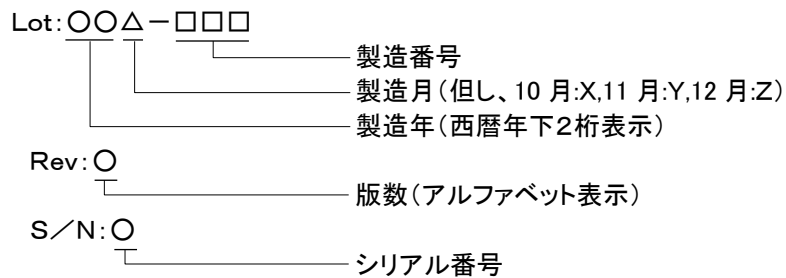 Lot:○○△－□□□
製造番号
製造月(但し、10 月:X,11 月:Y,12 月:Z)
製造年(西暦年下2桁表示)
Rev:○
版数(アルファベット表示)
S／N:○
シリアル番号